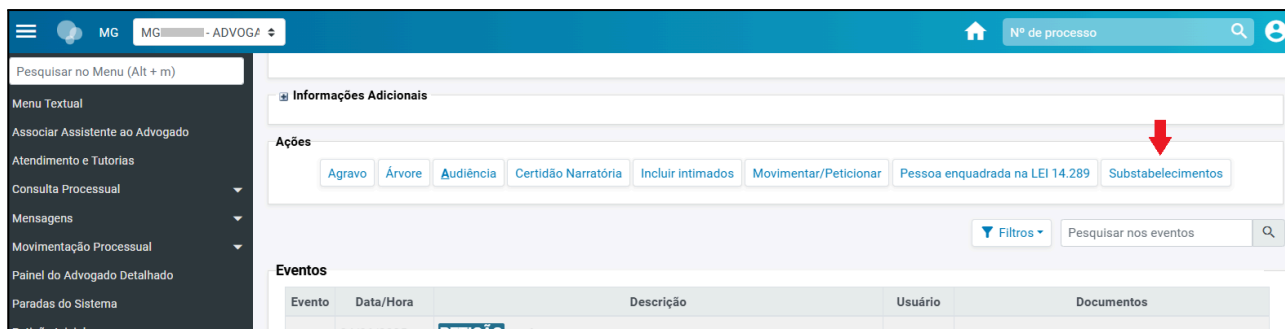 MG MG - ADVOGA Nº de processo
Pesquisar no Menu (Alt + m)
Menu Textual
Associar Assistente ao Advogado
Atendimento e Tutorias
Consulta Processual
Mensagens
Movimentação Processual
Painel do Advogado Detalhado
Paradas do Sistema
Informações Adicionais
Ações
Agravo Árvore Audiência Certidão Narratória Incluir intimados Movimentar/Peticionar Pessoa enquadrada na LEI 14.289 Substabelecimentos
Filtros Pesquisar nos eventos
Eventos
Evento Data/Hora Descrição Usuário Documentos
PETIÇÃO